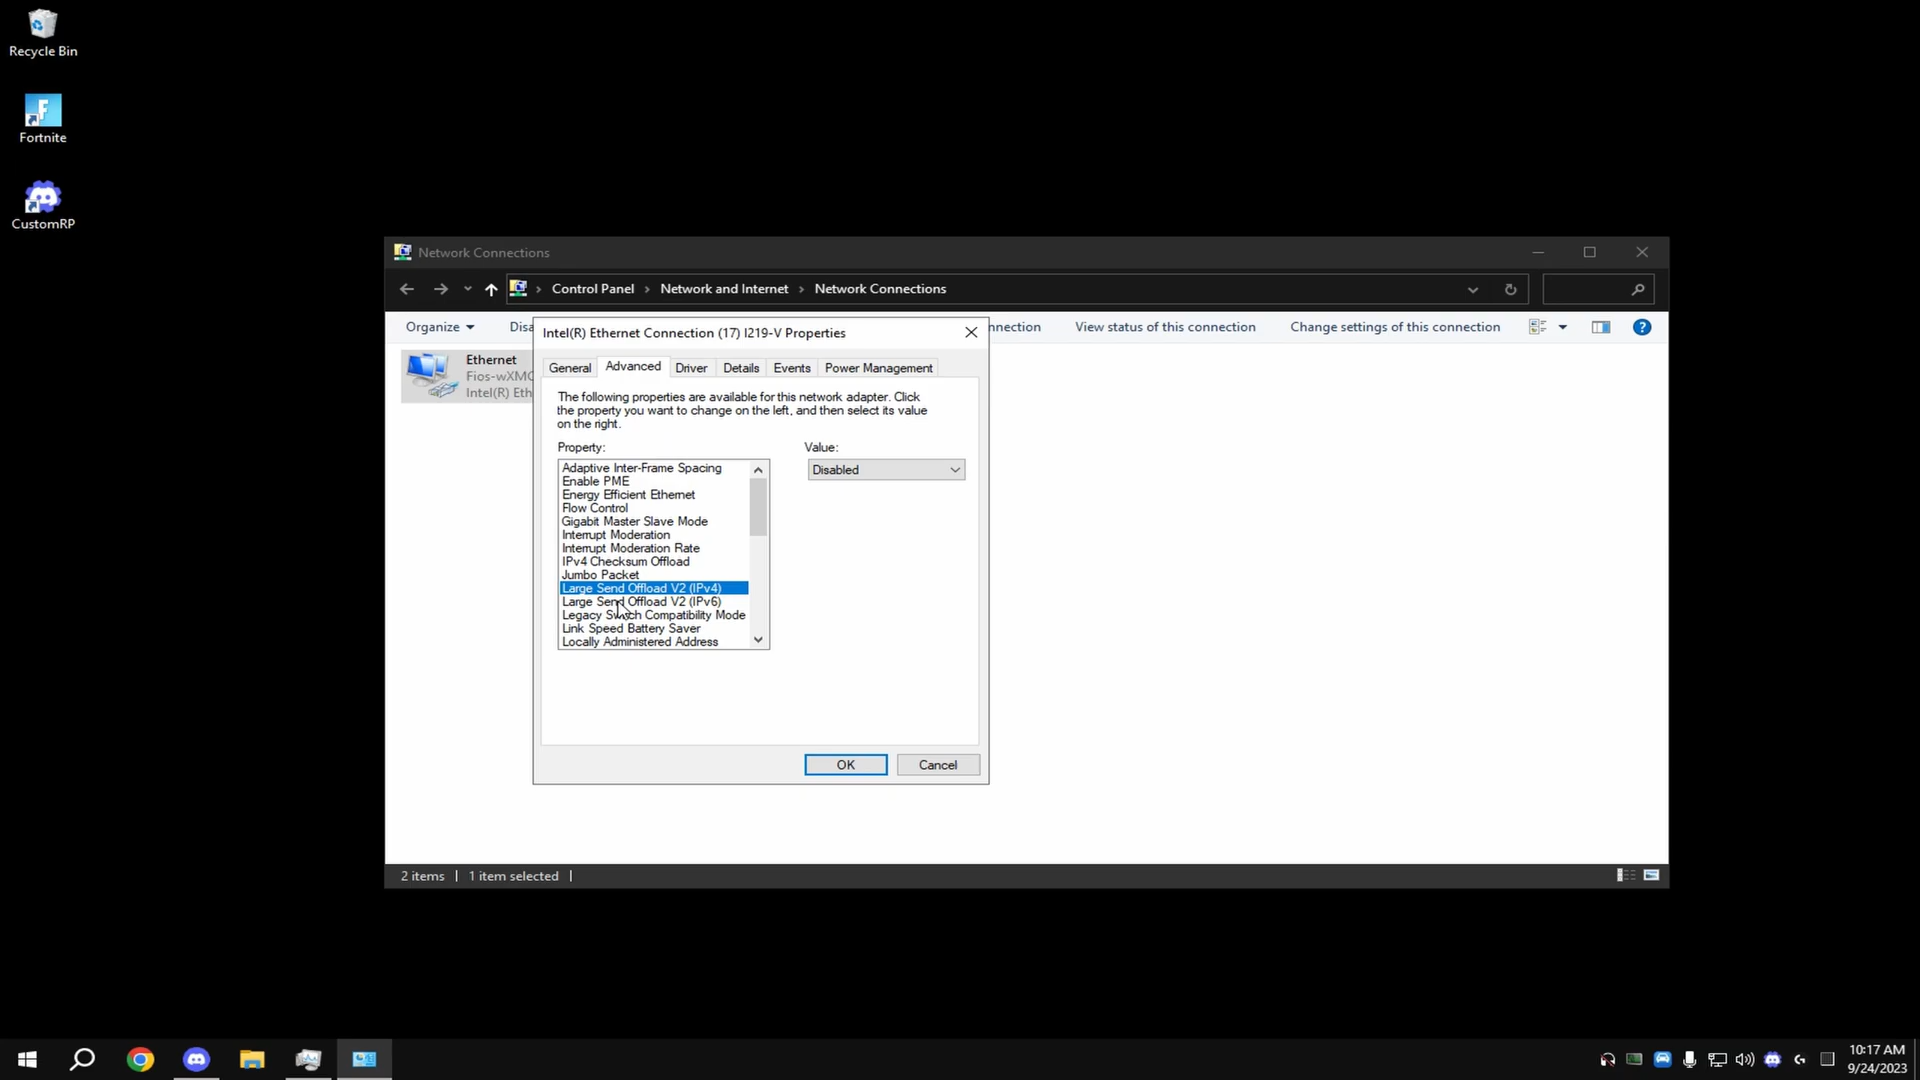 Recycle Bin
Fortnite
CustomRP
Network Connections
Control Panel
Network and Internet
Network Connections
Organize
Disa
nnection
View status of this connection
Change settings of this connection
Ethernet
Fios-wXMC
Intel(R) Eth
Intel(R) Ethernet Connection (17) I219-V Properties
General
Advanced
Driver
Details
Events
Power Management
The following properties are available for this network adapter. Click
the property you want to change on the left, and then select its value
on the right.
Property:
Value:
Adaptive Inter-Frame Spacing
Enable PME
Energy Efficient Ethernet
Flow Control
Gigabit Master Slave Mode
Interrupt Moderation
Interrupt Moderation Rate
IPv4 Checksum Offload
Jumbo Packet
Large Send Offload V2 (IPv4)
Large Send Offload V2 (IPv6)
Legacy Switch Compatibility Mode
Link Speed Battery Saver
Locally Administered Address
Disabled
OK
Cancel
2 items
1 item selected
10:17 AM
9/24/2023